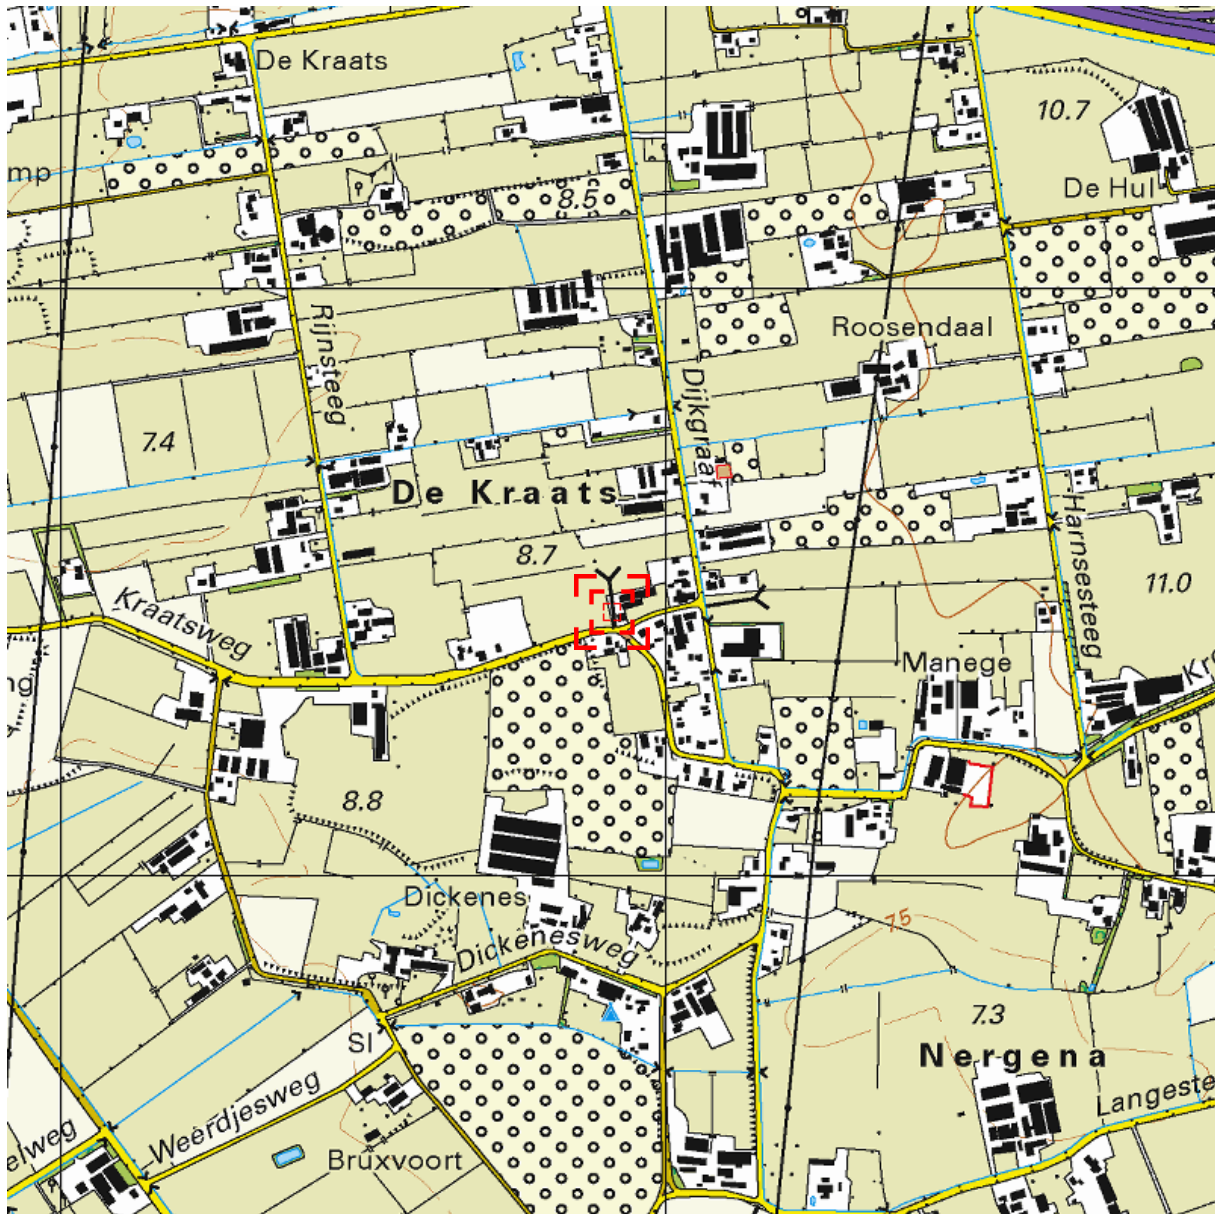 De Kraats
10.7
mp
De Hul
8.5
Roosendaal
Rijnsteeg
Dijkgraaf
7.4
De Kraats
Harnsesteeg
8.7
11.0
Kraatsweg
Manege
ng
Kr
8.8
Dickenes
75
Dickenesweg
7.3
Sl
Nergena
Weerdjesweg
Langeste
elweg
Bruxvoort